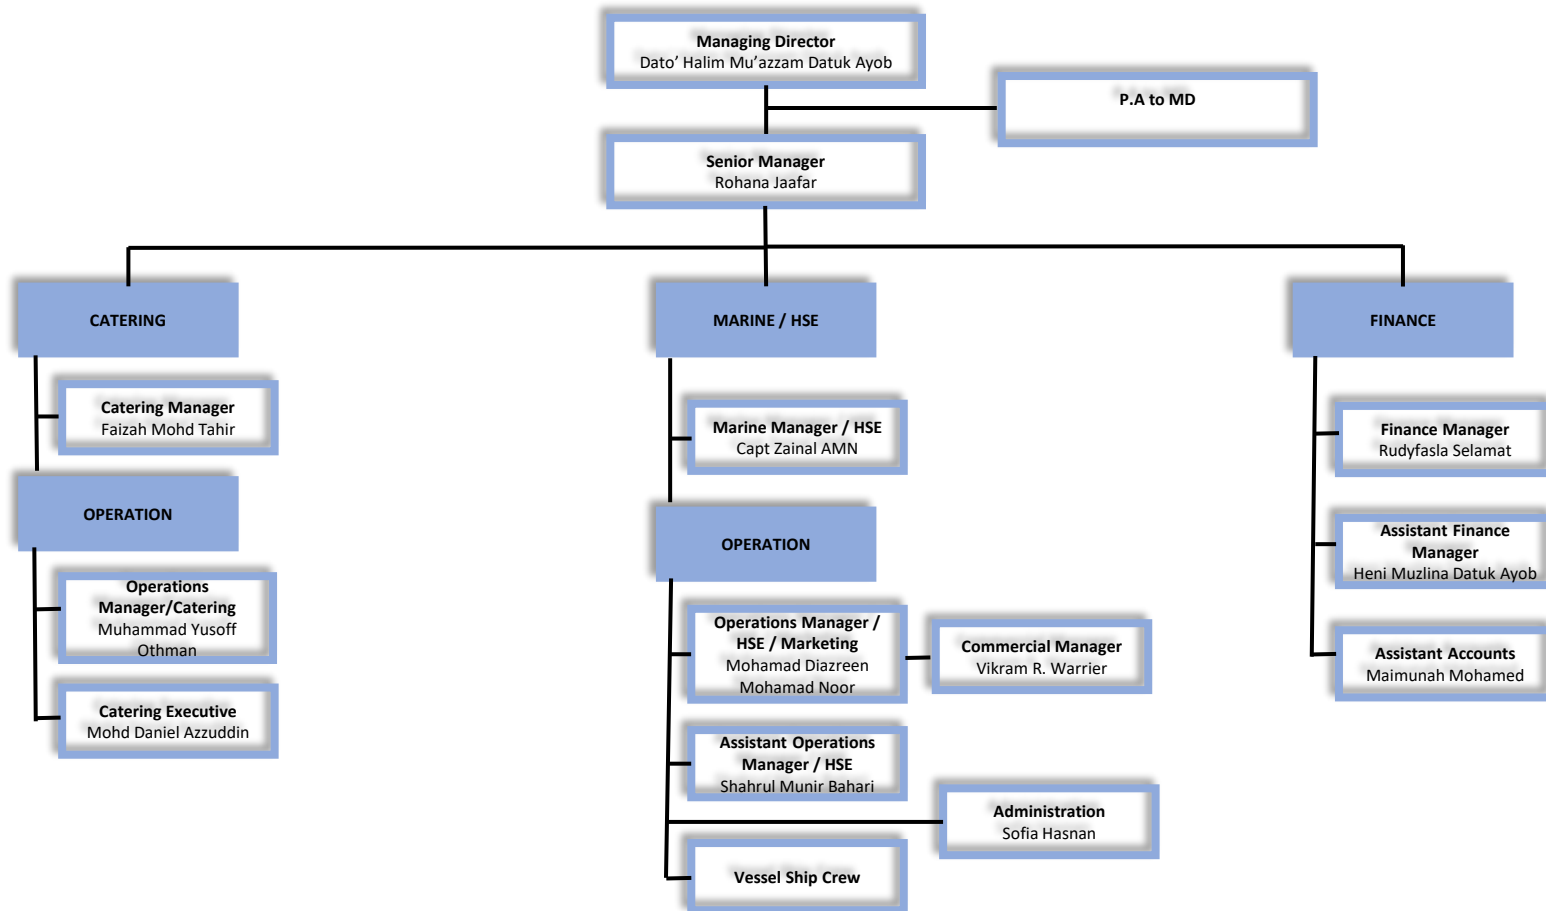 Managing Director
Dato’ Halim Mu’azzam Datuk Ayob
P.A to MD
Senior Manager
Rohana Jaafar
CATERING
Catering Manager
Faizah Mohd Tahir
OPERATION
Operations
Manager/Catering
Muhammad Yusoff
Othman
Catering Executive
Mohd Daniel Azzuddin
MARINE / HSE
Marine Manager / HSE
Capt Zainal AMN
OPERATION
Operations Manager /
HSE / Marketing
Mohamad Diazreen
Mohamad Noor
Commercial Manager
Vikram R. Warrier
Assistant Operations
Manager / HSE
Shahrul Munir Bahari
Administration
Sofia Hasnan
Vessel Ship Crew
FINANCE
Finance Manager
Rudyfasla Selamat
Assistant Finance
Manager
Heni Muzlina Datuk Ayob
Assistant Accounts
Maimunah Mohamed